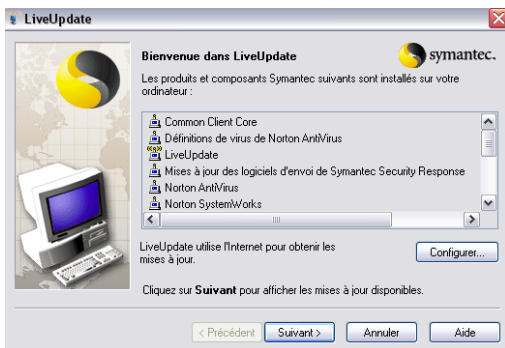 LiveUpdate
Bienvenue dans LiveUpdate
symantec.
Les produits et composants Symantec suivants sont installés sur votre
ordinateur :
Common Client Core
Définitions de virus de Norton AntiVirus
LiveUpdate
Mises à jour des logiciels d'envoi de Symantec Security Response
Norton AntiVirus
Norton SystemWorks
LiveUpdate utilise l'Internet pour obtenir les
mises à jour.
Configurer...
Cliquez sur Suivant pour afficher les mises à jour disponibles.
< Précédent
Suivant >
Annuler
Aide